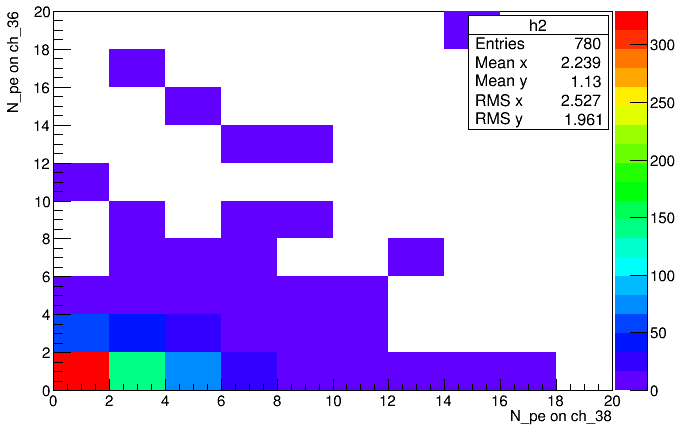 N_pe on ch_36
20
18
16
14
12
10
8
6
4
2
0
h2
Entries 780
Mean x 2.239
Mean y 1.13
RMS x 2.527
RMS y 1.961
300
250
200
150
100
50
0
0 2 4 6 8 10 12 14 16 18 20
N_pe on ch_38